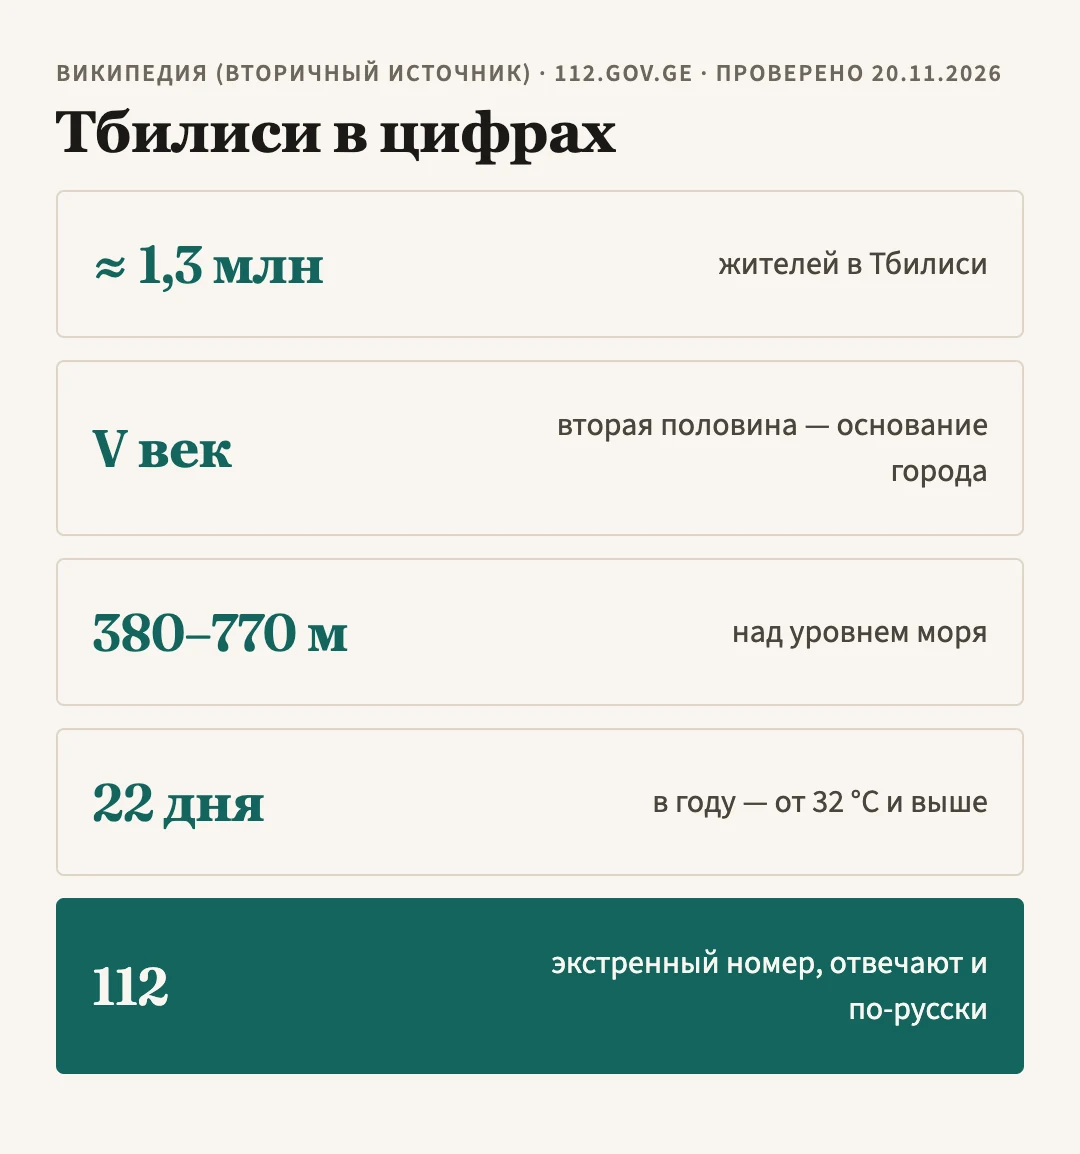 ВИКИПЕДИЯ (ВТОРИЧНЫЙ ИСТОЧНИК) · 112.GOV.GE · ПРОВЕРЕНО 20.11.2026
Тбилиси в цифрах
≈ 1,3 млн
жителей в Тбилиси
V век
вторая половина — основание
города
380–770 м
над уровнем моря
22 дня
в году — от 32 °C и выше
112
экстренный номер, отвечают и
по-русски